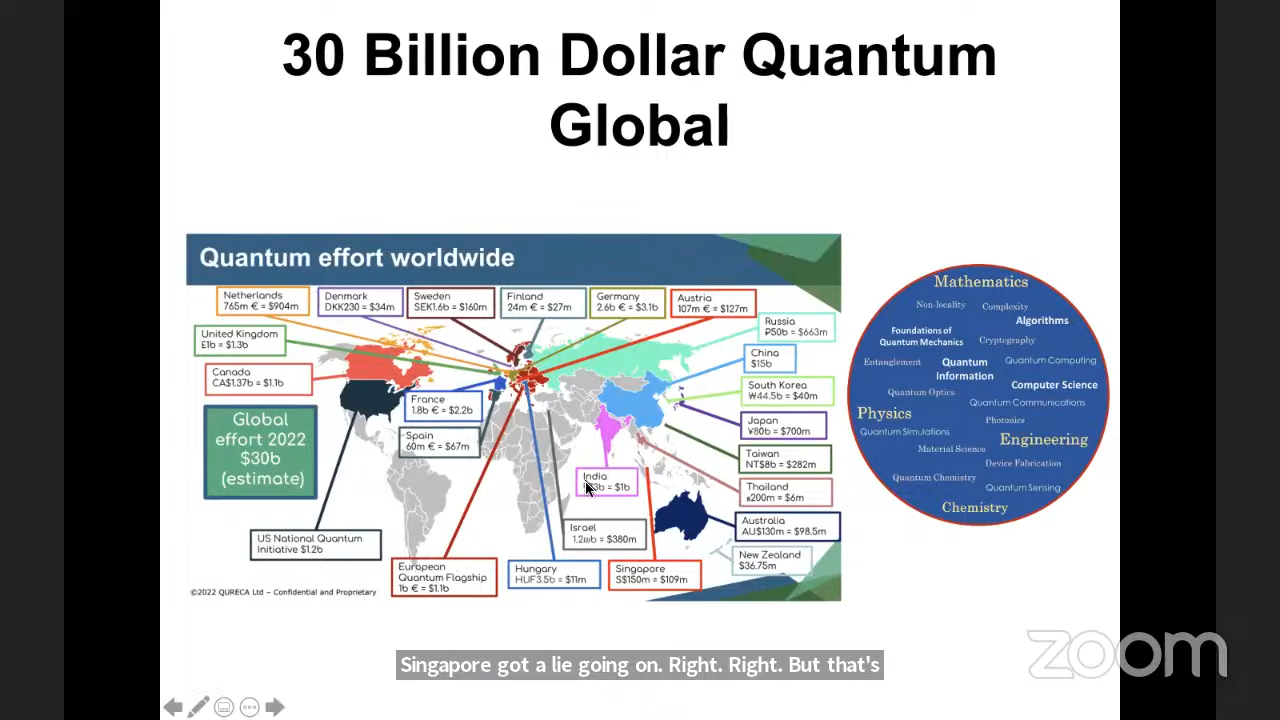 30 Billion Dollar Quantum
Global
Quantum effort worldwide
Netherlands
765m € = $904m
Denmark
DKK230 = $34m
Sweden
SEK1.6b = $160m
Finland
24m € = $27m
Germany
2.6b € = $3.1b
Austria
107m € = $127m
Russia
₽50b = $663m
United Kingdom
£1b = $1.3b
China
$15b
Canada
CA$1.37b = $1.1b
South Korea
₩44.5b = $40m
France
1.8b € = $2.2b
Japan
¥80b = $700m
Global
effort 2022
$30b
(estimate)
Spain
60m € = $67m
Taiwan
NT$8b = $282m
India
= $1b
Thailand
฿200m = $6m
Australia
AU$130m = $98.5m
Israel
= $380m
US National Quantum
Initiative $1.2b
New Zealand
$36.75m
European
Quantum Flagship
1b € = $1.1b
Hungary
HUF3.5b = $11m
Singapore
S$150m = $109m
©2022 QURECA Ltd – Confidential and Proprietary
Mathematics
Non-locality
Complexity
Algorithms
Foundations of
Quantum Mechanics
Cryptography
Entanglement
Quantum
Information
Quantum Computing
Computer Science
Quantum Optics
Quantum Communications
Physics
Photonics
Quantum Simulations
Engineering
Material Science
Device Fabrication
Quantum Chemistry
Quantum Sensing
Chemistry
Singapore got a lie going on. Right. Right. But that's
zoom